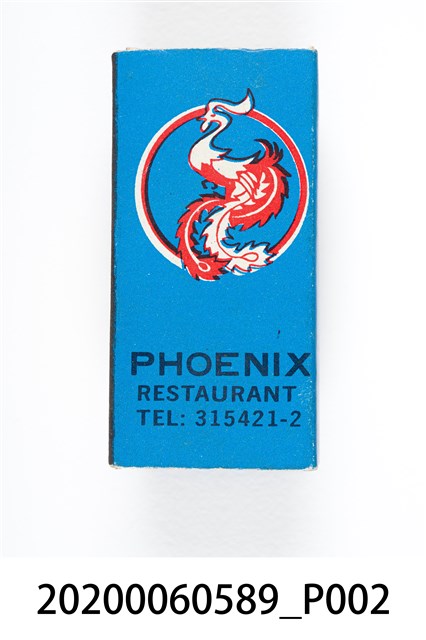 PHOENIX
RESTAURANT
TEL: 315421-2
20200060589_P002